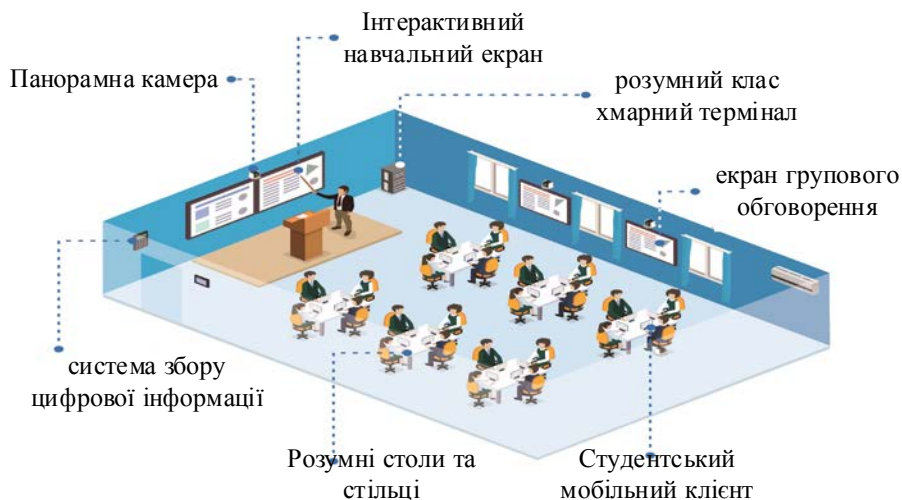 Інтерактивний
навчальний екран
Панорамна камера
розумний клас
хмарний термінал
екран групового
обговорення
система збору
цифрової інформації
Розумні столи та
стільці
Студентський
мобільний клієнт